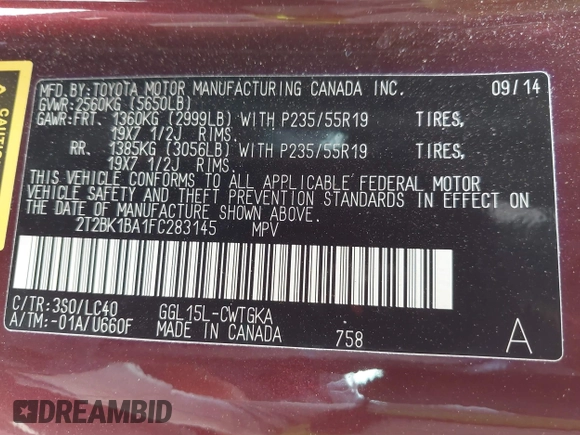 MFD.BY:TOYOTA MOTOR MANUFACTURING CANADA INC. 09/14
GVWR:2560KG (5650LB)
GAWR:FRT. 1360KG (2999LB) WITH P235/55R19 TIRES,
19X7 1/2J RIMS.
RR. 1385KG (3056LB) WITH P235/55R19 TIRES,
19X7 1/2J RIMS.
THIS VEHICLE CONFORMS TO ALL APPLICABLE FEDERAL MOTOR
VEHICLE SAFETY AND THEFT PREVENTION STANDARDS IN EFFECT ON
THE DATE OF MANUFACTURE SHOWN ABOVE.
2T2BK1BA1FC283145 MPV
C/TR:3S0/LC40 GGL15L-CWTGKA
A/TM:-01A/U660F MADE IN CANADA 758 A
CAUTION
DREAMBID